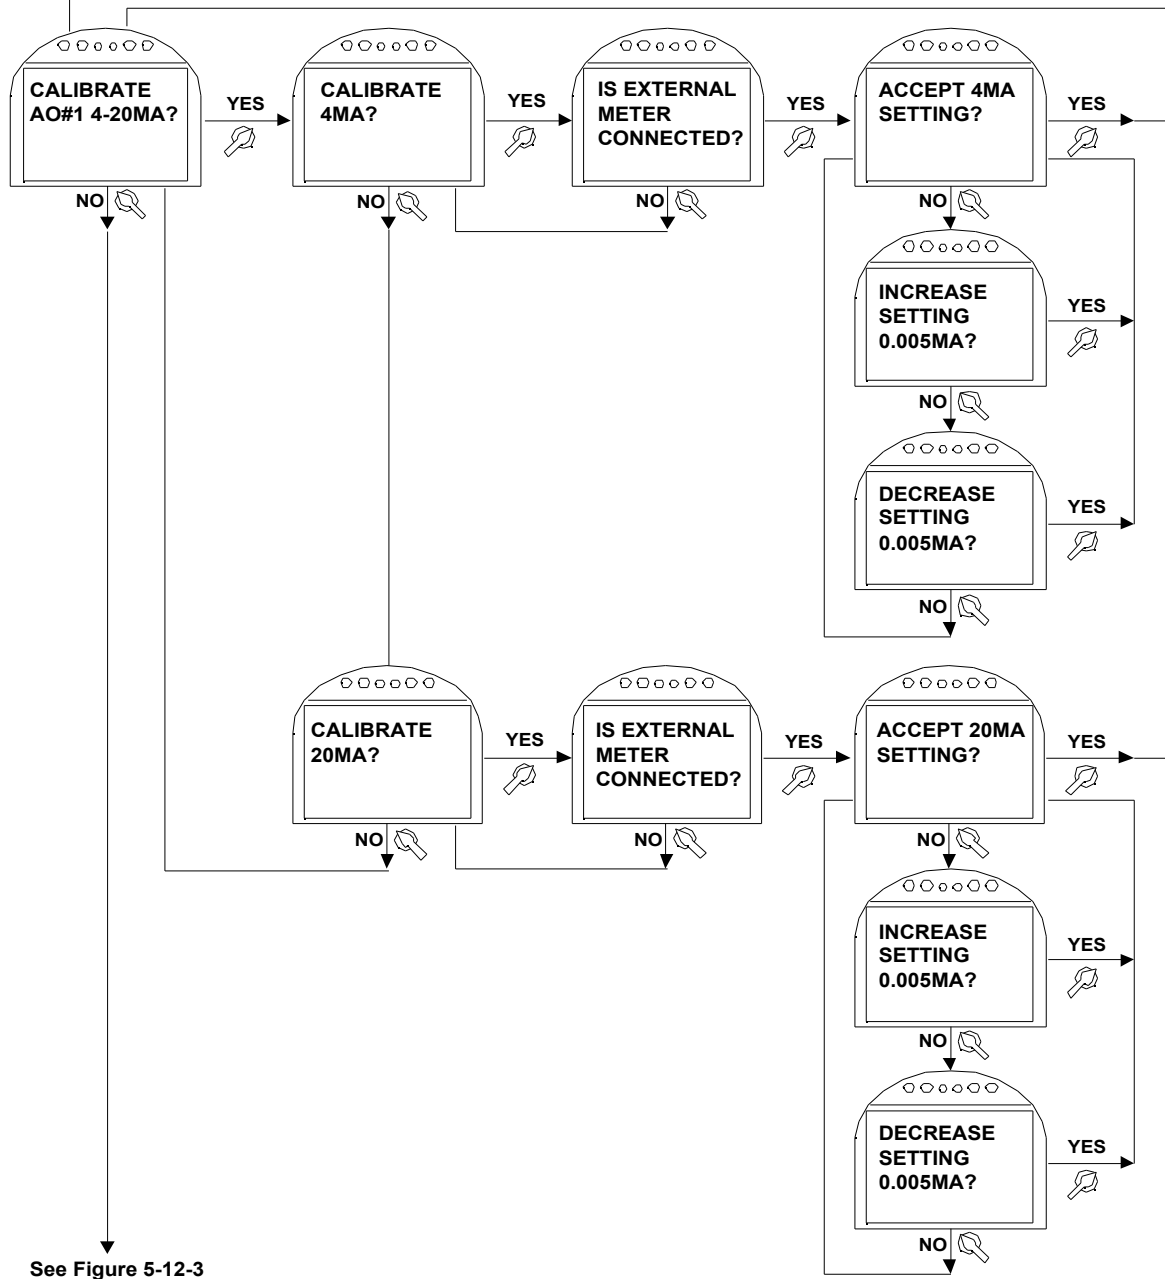 CALIBRATE
AO#1 4-20MA?
YES
NO
CALIBRATE
4MA?
YES
NO
IS EXTERNAL
METER
CONNECTED?
YES
NO
ACCEPT 4MA
SETTING?
YES
NO
INCREASE
SETTING
0.005MA?
YES
NO
DECREASE
SETTING
0.005MA?
YES
NO
CALIBRATE
20MA?
YES
NO
IS EXTERNAL
METER
CONNECTED?
YES
NO
ACCEPT 20MA
SETTING?
YES
NO
INCREASE
SETTING
0.005MA?
YES
NO
DECREASE
SETTING
0.005MA?
YES
NO
See Figure 5-12-3